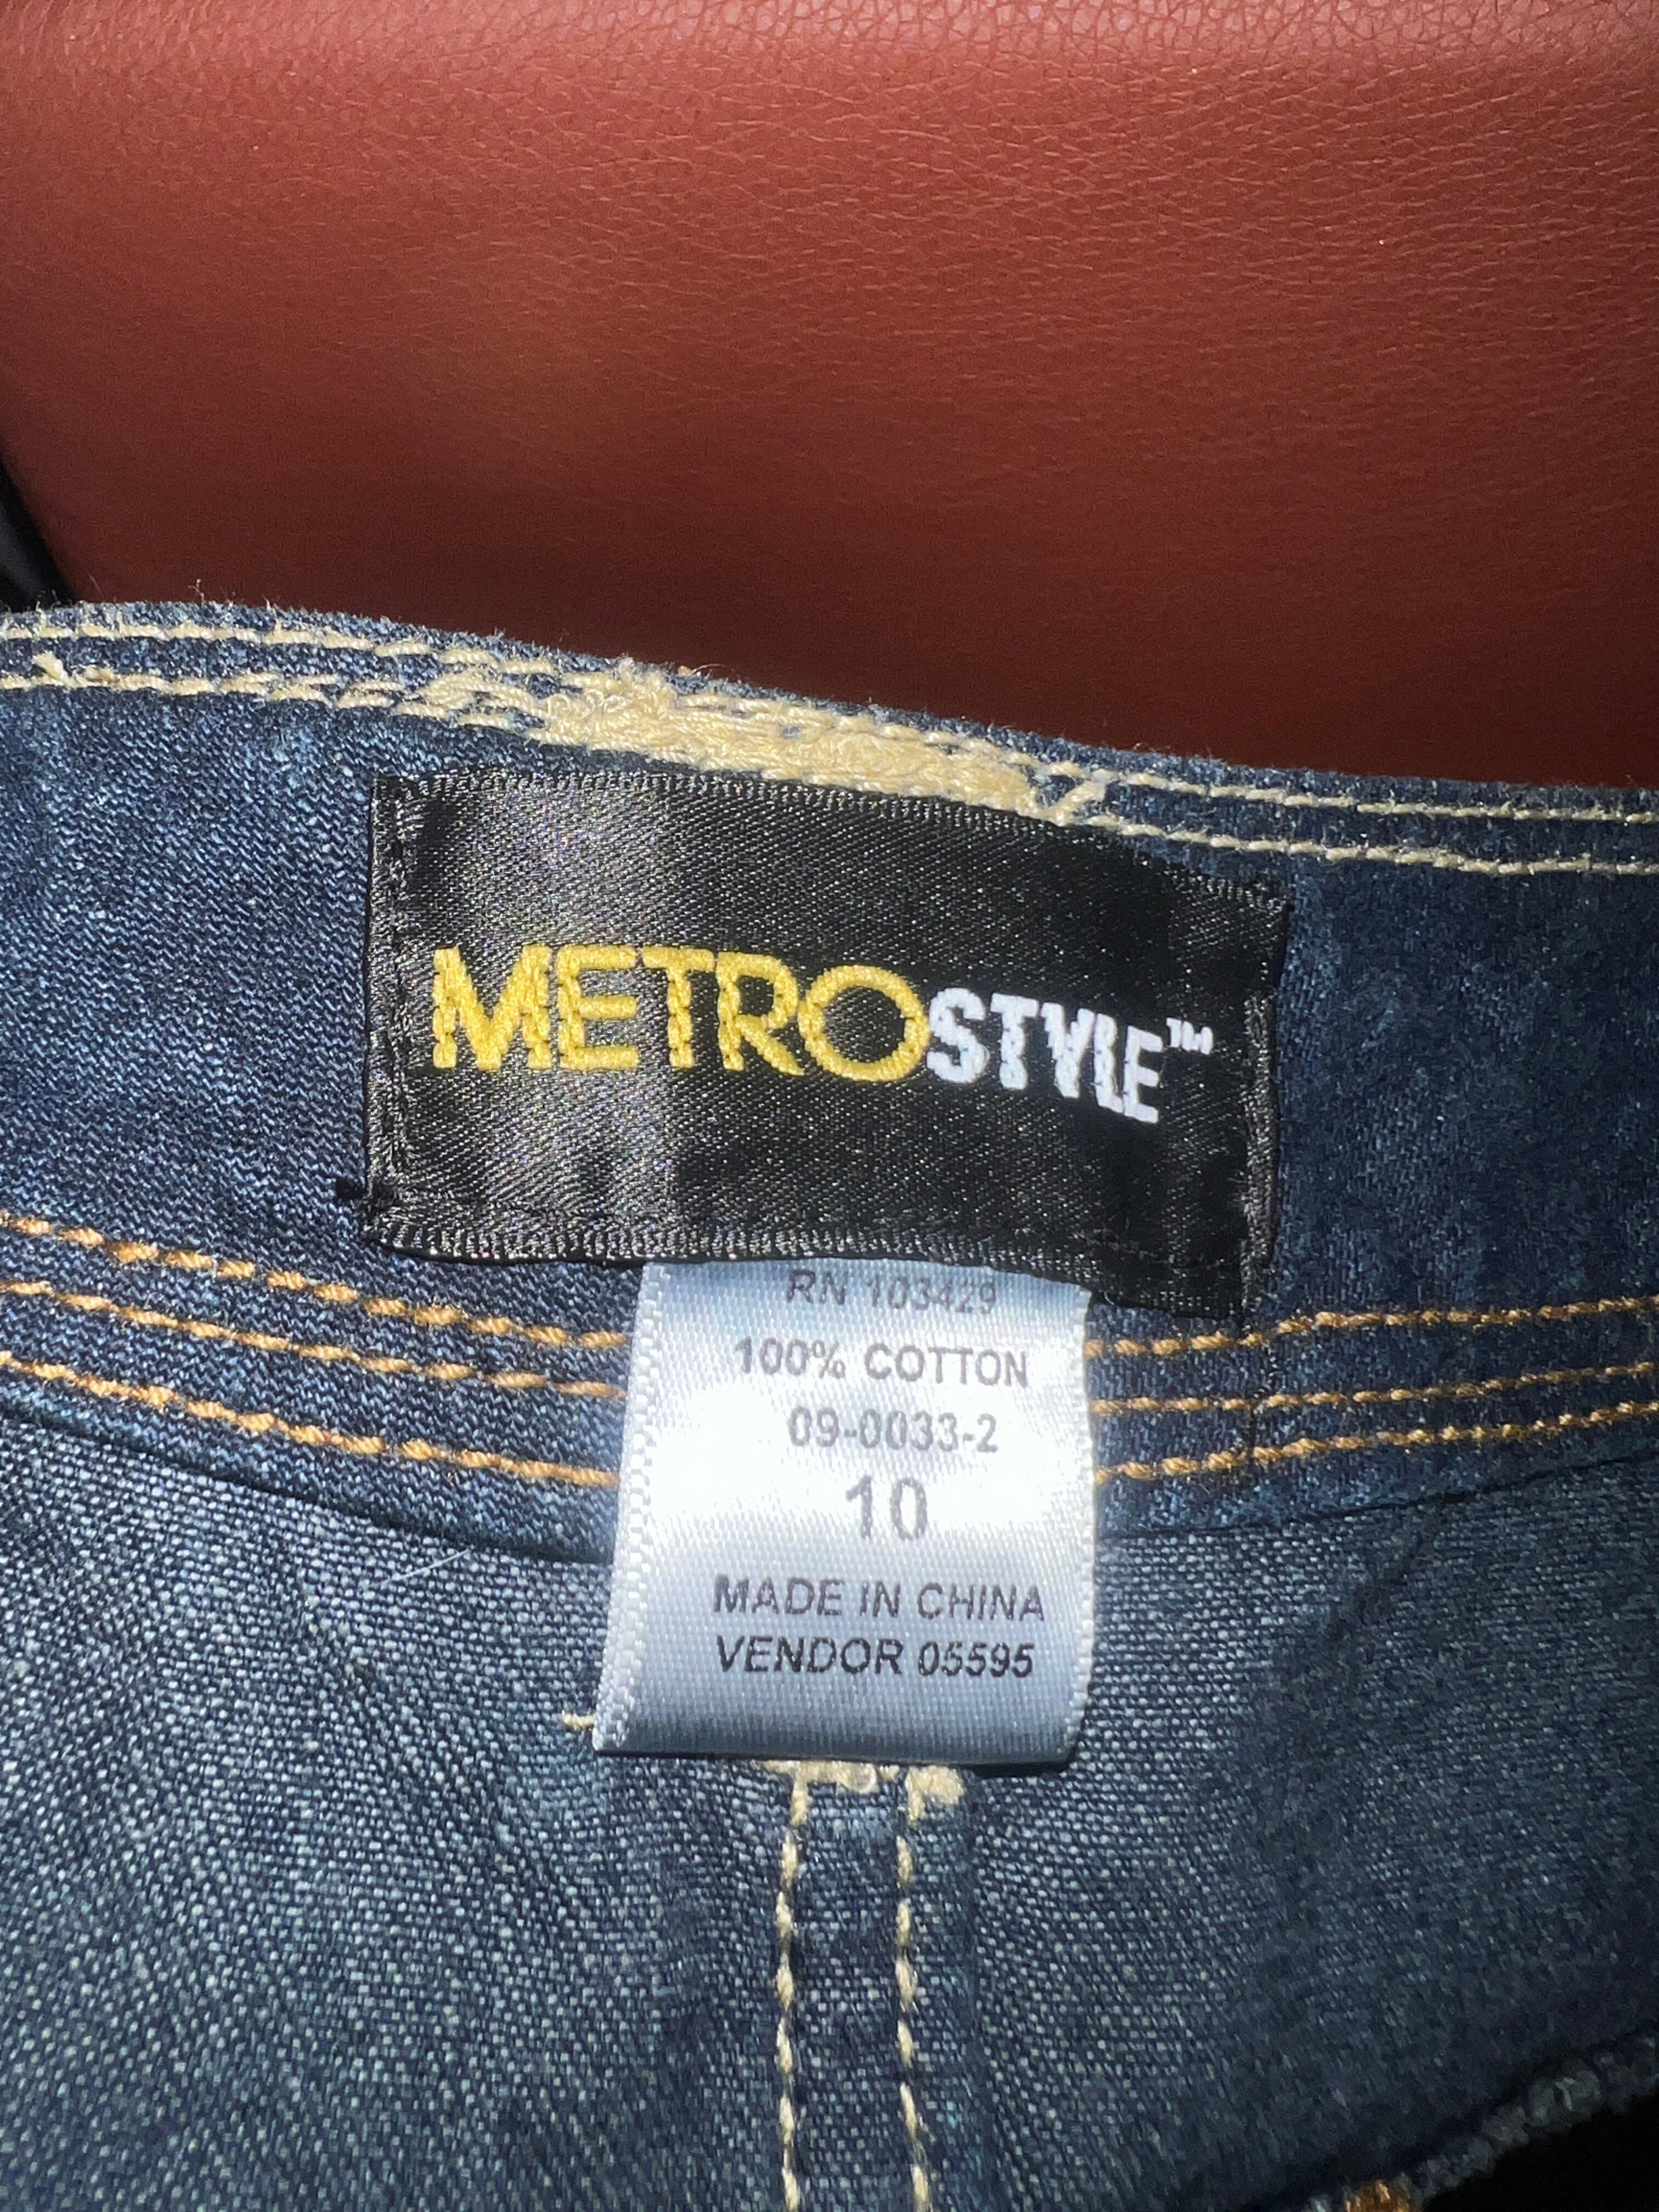 METROSTYLE™
RN 103429
100% COTTON
09-0033-2
10
MADE IN CHINA
VENDOR 05595